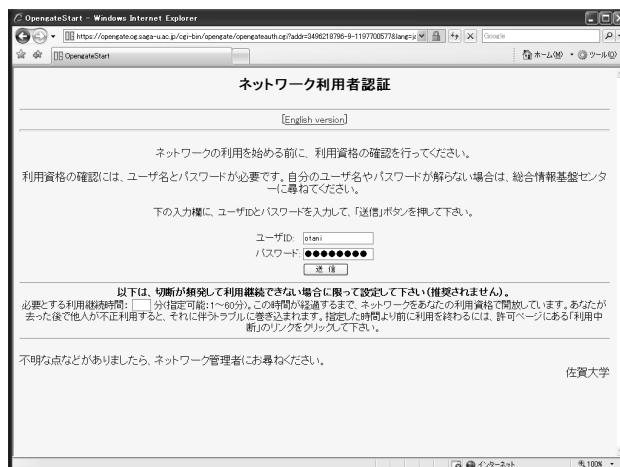 OpengateStart - Windows Internet Explorer
https://opengate.cc.saga-u.ac.jp/cgi-bin/opengate/opengateauth.cgi?addr=3496218796-9-1197700577&lang=j
Google
OpengateStart
ホーム(M)
ツール(O)
ネットワーク利用者認証
[English version]
ネットワークの利用を始める前に、利用資格の確認を行ってください。
利用資格の確認には、ユーザ名とパスワードが必要です。自分のユーザ名やパスワードが解らない場合は、総合情報基盤センタ
ーに尋ねてください。
下の入力欄に、ユーザIDとパスワードを入力して、「送信」ボタンを押して下さい。
ユーザID: otani
パスワード: ●●●●●●●●
送信
以下は、切断が頻発して利用継続できない場合に限って設定して下さい(推奨されません)。
必要とする利用継続時間: 分(指定可能:1~60分)。この時間が経過するまで、ネットワークをあなたの利用資格で開放しています。あなたが
去った後で他人が不正利用すると、それに伴うトラブルに巻き込まれます。指定した時間より前に利用を終わるには、許可ページにある「利用中
断」のリンクをクリックして下さい。
不明な点などがありましたら、ネットワーク管理者にお尋ねください。
佐賀大学
インターネット
100%